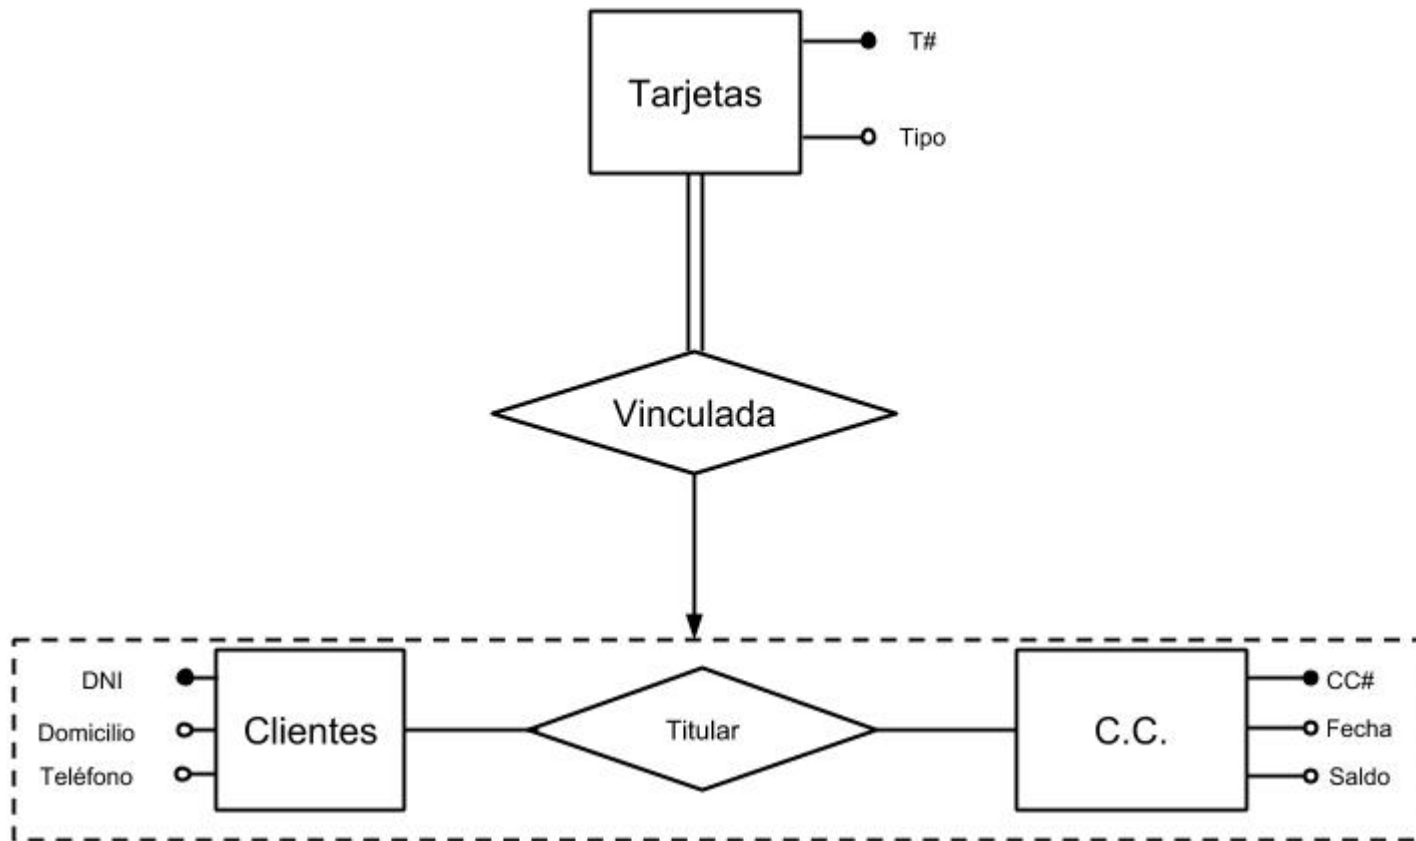 T#
Tarjetas
Tipo
Vinculada
DNI
CC#
Domicilio
Clientes
Titular
C.C.
Fecha
Teléfono
Saldo